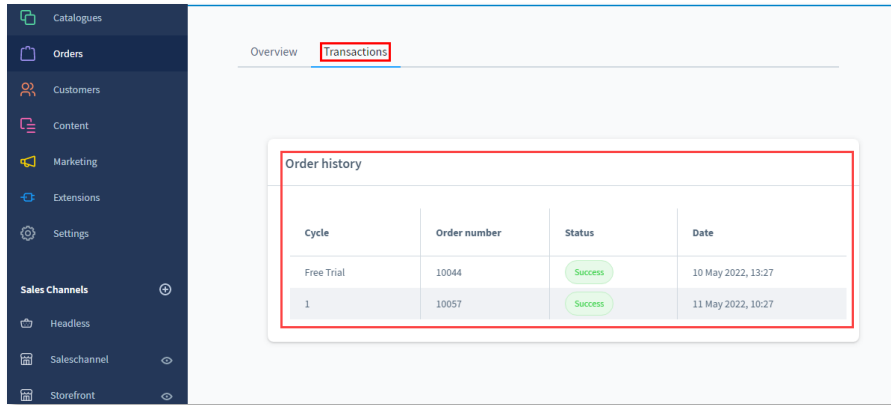 Catalogues
Orders
Customers
Content
Marketing
Extensions
Settings
Sales Channels
Headless
Saleschannel
Storefront
Overview Transactions
Order history
Cycle Order number Status Date
Free Trial 10044 Success 10 May 2022, 13:27
1 10057 Success 11 May 2022, 10:27